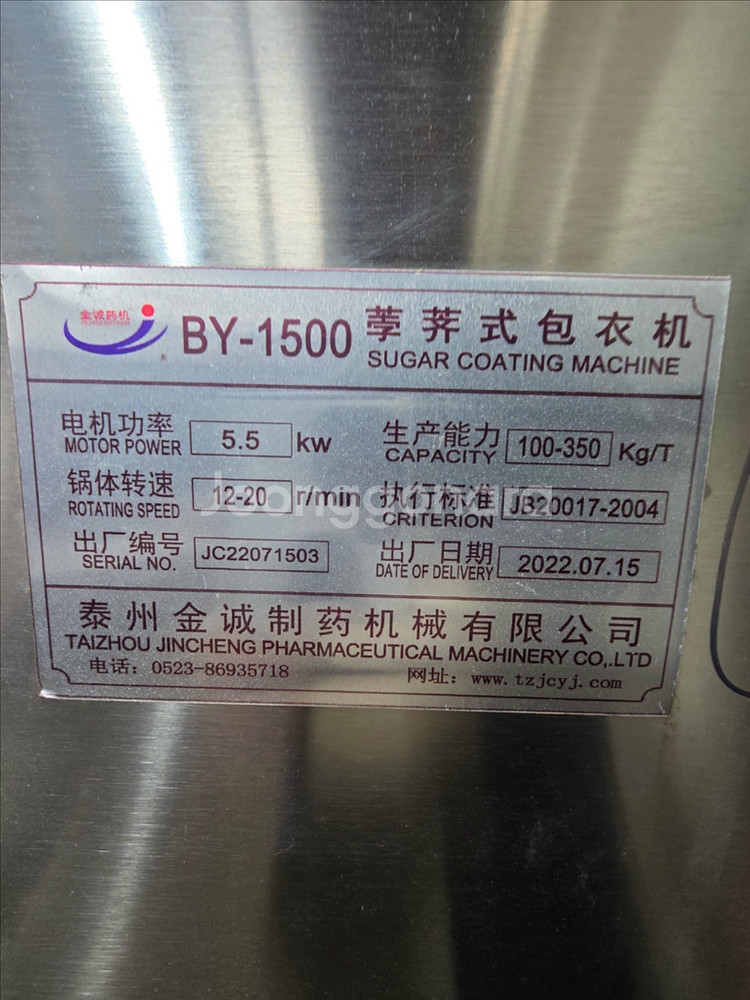 金诚药机
BY-1500 荸荠式包衣机
SUGAR COATING MACHINE
电机功率 5.5 kw 生产能力 100-350 Kg/T
MOTOR POWER CAPACITY
锅体转速 12-20 r/min 执行标准 JB20017-2004
ROTATING SPEED CRITERION
出厂编号 JC22071503 出厂日期 2022.07.15
SERIAL NO. DATE OF DELIVERY
泰州金诚制药机械有限公司
TAIZHOU JINCHENG PHARMACEUTICAL MACHINERY CO,.LTD
电话：0523-86935718 网址：www.tzjcyj.com